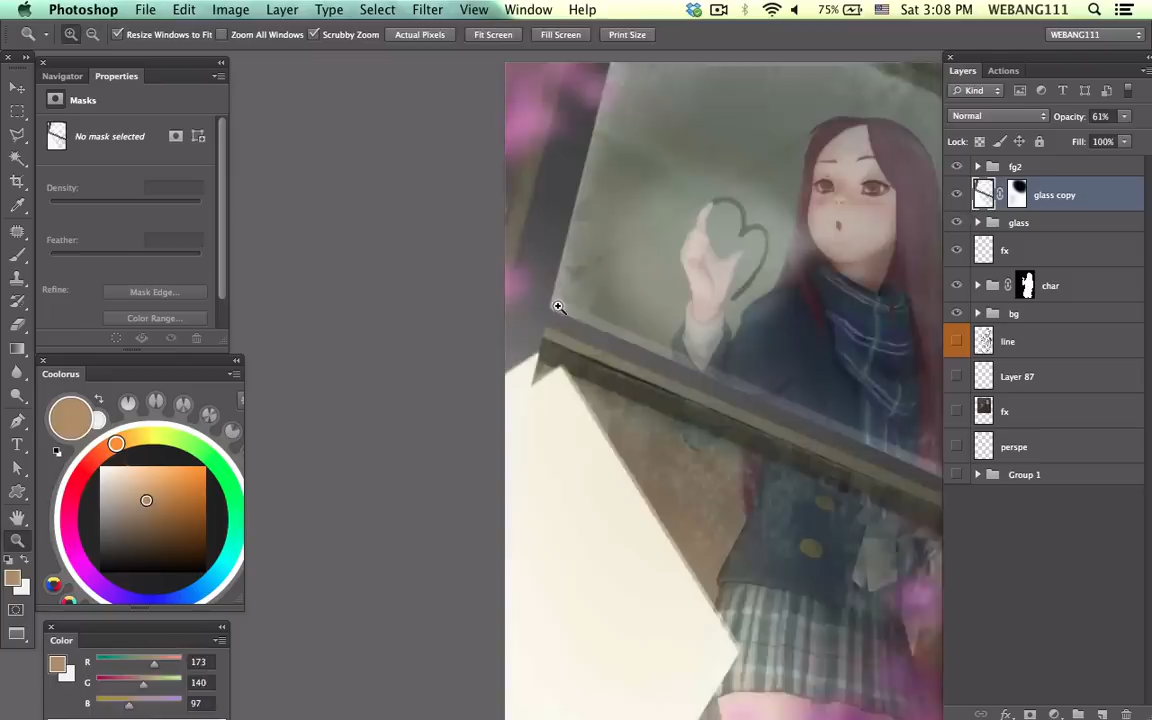 Photoshop File Edit Image Layer Type Select Filter View Window Help 75% Sat 3:08 PM WEBANG111
Resize Windows to Fit Zoom All Windows Scrubby Zoom Actual Pixels Fit Screen Fill Screen Print Size WEBANG111
Navigator Properties
Masks
No mask selected
Density:
Feather:
Refine: Mask Edge...
Color Range...
Coolorus
Color
R 173
G 140
B 97
Layers Actions
Kind
Normal Opacity: 61%
Lock: Fill: 100%
fg2
glass copy
glass
fx
char
bg
line
Layer 87
fx
perspe
Group 1
fx